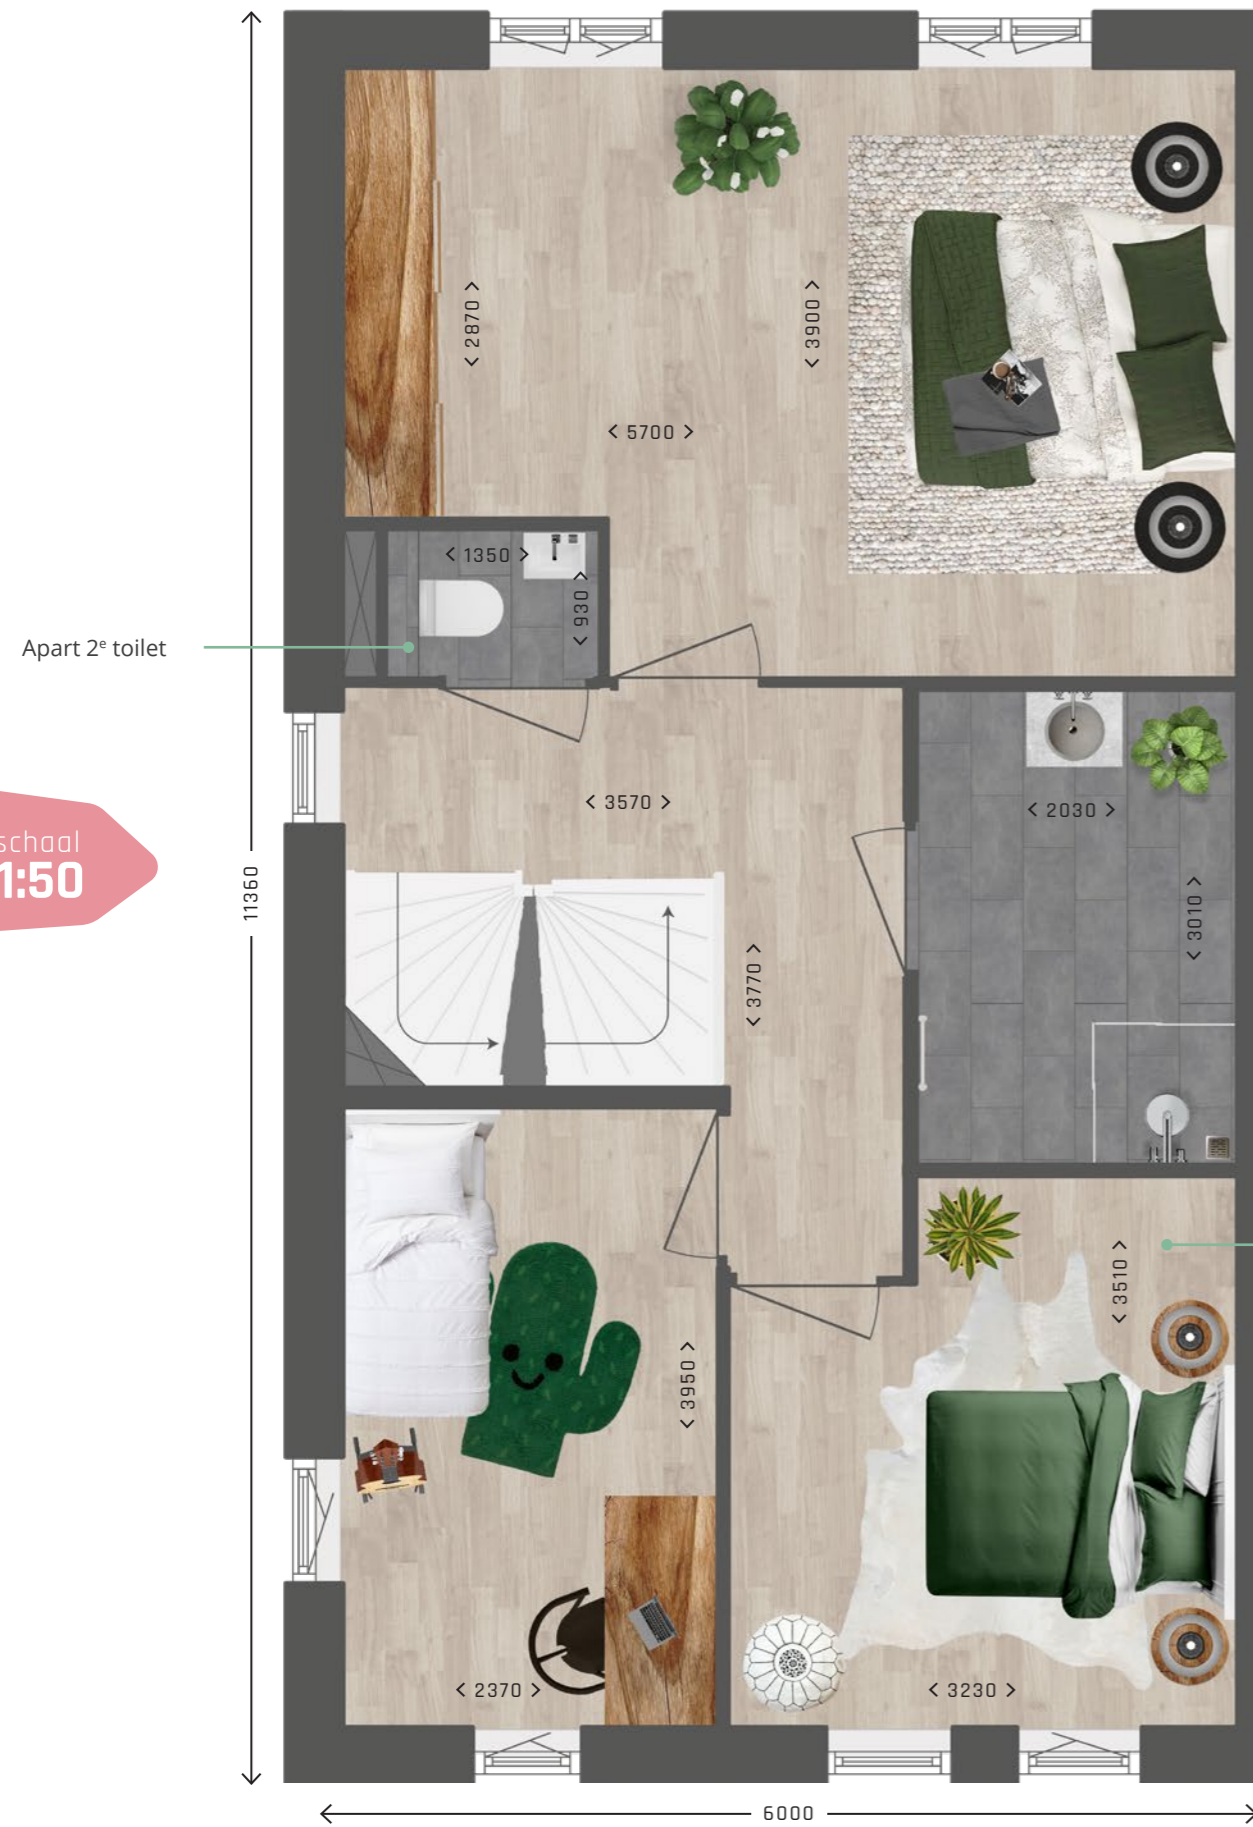 < 2870 >
< 3900 >
< 5700 >
< 1350 >
< 930 >
Apart 2e toilet
< 3570 >
< 2030 >
schaal
1:50
11360
< 3010 >
< 3770 >
< 3510 >
< 3950 >
< 2370 >
< 3230 >
6000